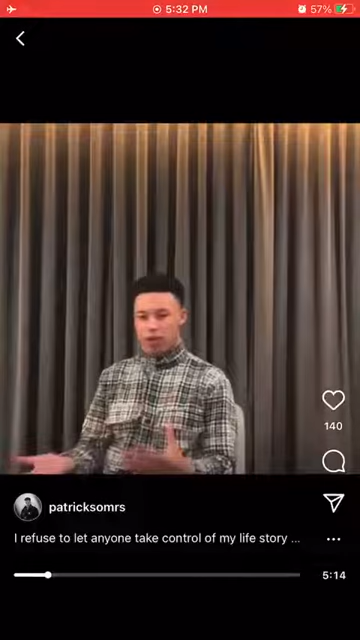 5:32 PM
57%
140
patricksomrs
I refuse to let anyone take control of my life story ...
5:14